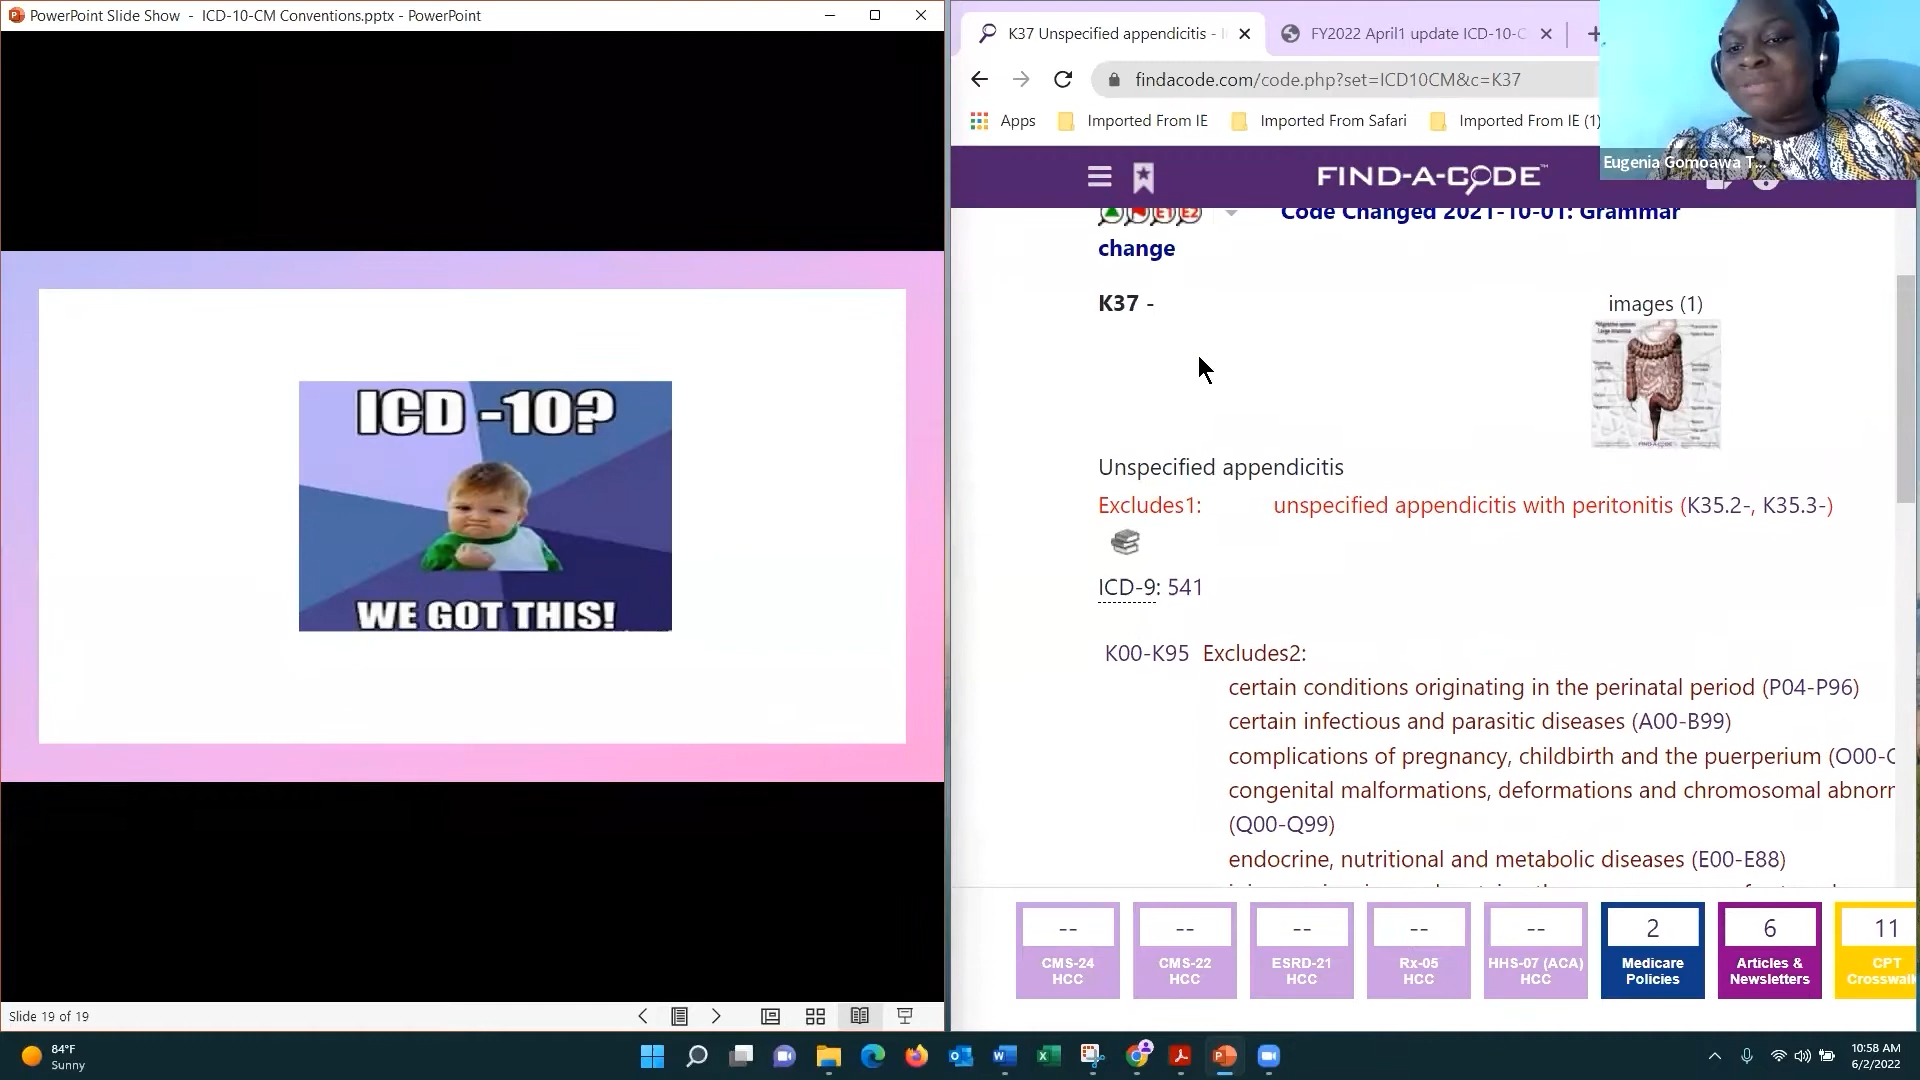 PowerPoint Slide Show - ICD-10-CM Conventions.pptx - PowerPoint
ICD -10?
WE GOT THIS!
Slide 19 of 19
K37 Unspecified appendicitis -
FY2022 April1 update ICD-10-C
findacode.com/code.php?set=ICD10CM&c=K37
Apps
Imported From IE
Imported From Safari
Imported From IE (1)
FIND-A-CODE™
Eugenia Gomoawa T...
E1 E2
Code Changed 2021-10-01: Grammar
change
K37 -
images (1)
Unspecified appendicitis
Excludes1: unspecified appendicitis with peritonitis (K35.2-, K35.3-)
ICD-9: 541
K00-K95 Excludes2:
certain conditions originating in the perinatal period (P04-P96)
certain infectious and parasitic diseases (A00-B99)
complications of pregnancy, childbirth and the puerperium (O00-
congenital malformations, deformations and chromosomal abnor
(Q00-Q99)
endocrine, nutritional and metabolic diseases (E00-E88)
--
CMS-24
HCC
--
CMS-22
HCC
--
ESRD-21
HCC
--
Rx-05
HCC
--
HHS-07 (ACA)
HCC
2
Medicare
Policies
6
Articles &
Newsletters
11
CPT
Crosswal
84°F
Sunny
10:58 AM
6/2/2022